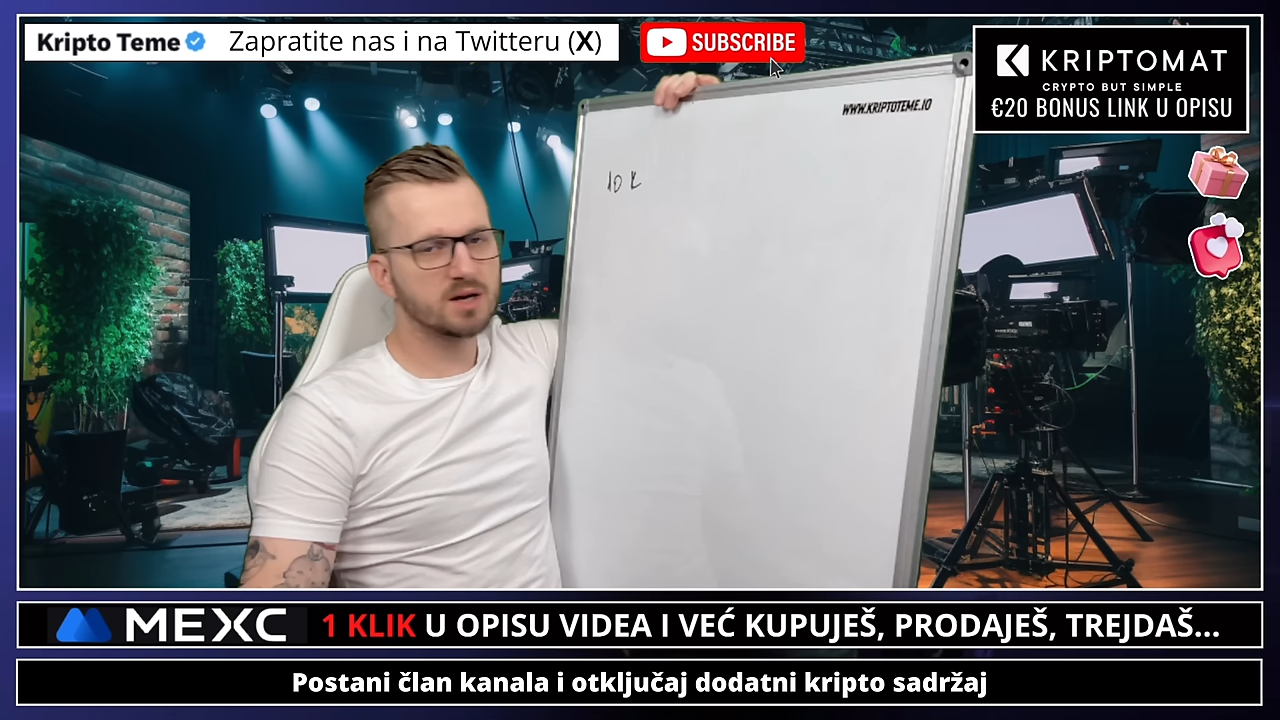 Kripto Teme Zapratite nas i na Twitteru (X)
SUBSCRIBE
KRIPTOMAT
CRYPTO BUT SIMPLE
€20 BONUS LINK U OPISU
WWW.KRIPTOTEME.IO
10 K
MEXC 1 KLIK U OPISU VIDEA I VEĆ KUPUJEŠ, PRODAJEŠ, TREJDAŠ...
Postani član kanala i otključaj dodatni kripto sadržaj